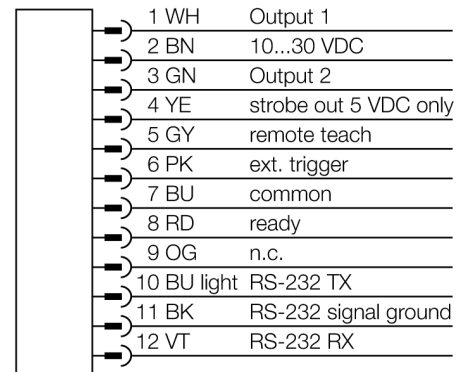 1 WH Output 1
2 BN 10...30 VDC
3 GN Output 2
4 YE strobe out 5 VDC only
5 GY remote teach
6 PK ext. trigger
7 BU common
8 RD ready
9 OG n.c.
10 BU light RS-232 TX
11 BK RS-232 signal ground
12 VT RS-232 RX